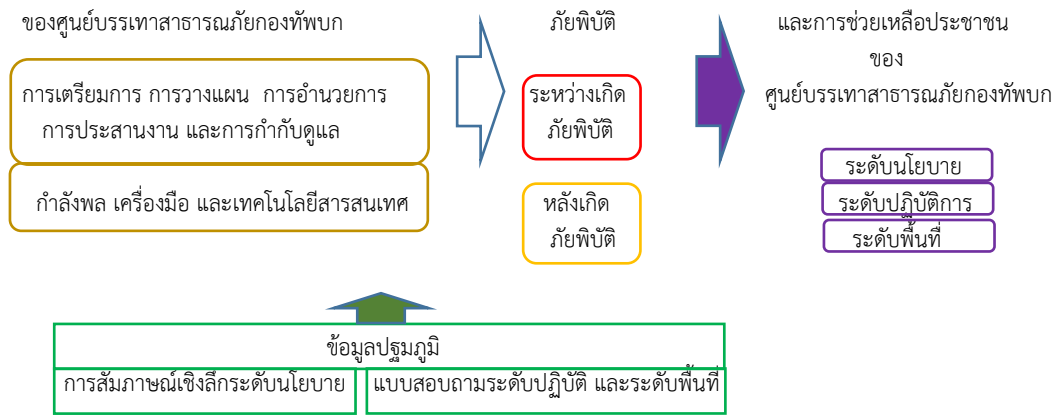 ของศูนย์บรรเทาสาธารณภัยกองทัพบก
การเตรียมการ การวางแผน การอำนวยการ
การประสานงาน และการกำกับดูแล
กำลังพล เครื่องมือ และเทคโนโลยีสารสนเทศ
ภัยพิบัติ
ระหว่างเกิด
ภัยพิบัติ
หลังเกิด
ภัยพิบัติ
และการช่วยเหลือประชาชน
ของ
ศูนย์บรรเทาสาธารณภัยกองทัพบก
ระดับนโยบาย
ระดับปฏิบัติการ
ระดับพื้นที่
ข้อมูลปฐมภูมิ
การสัมภาษณ์เชิงลึกระดับนโยบาย
แบบสอบถามระดับปฏิบัติ และระดับพื้นที่